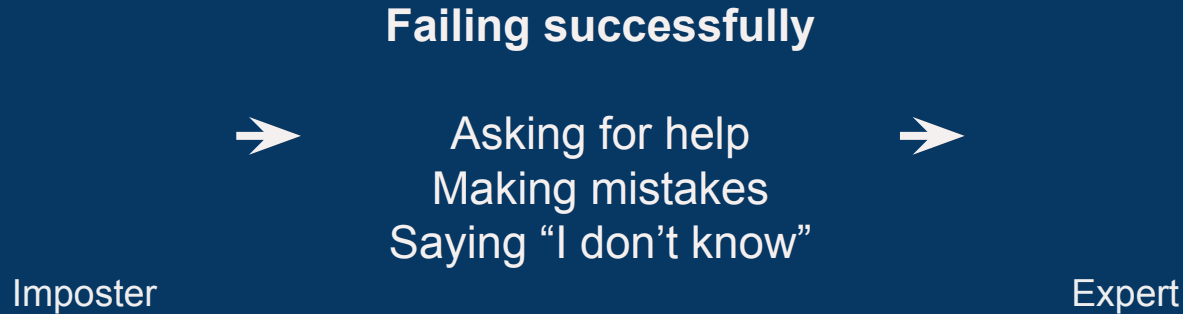 Failing successfully
Asking for help
Making mistakes
Saying “I don’t know”
Imposter
Expert